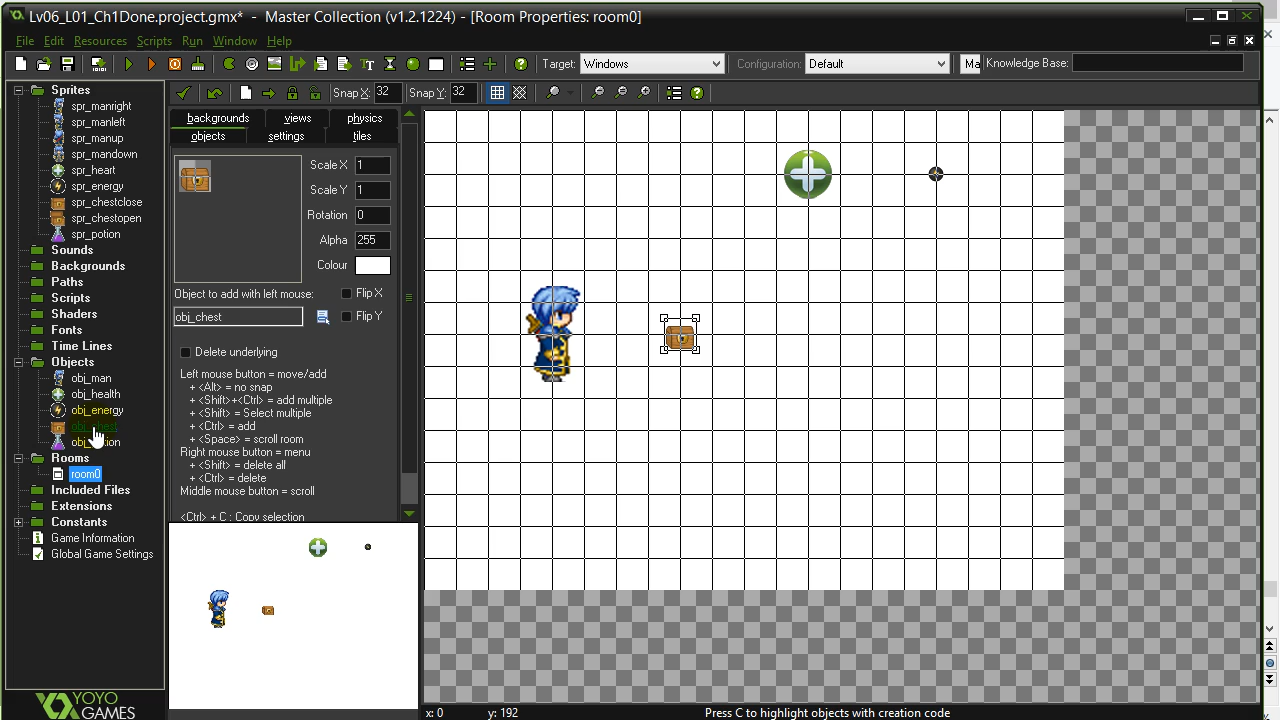 Lv06_L01_Ch1Done.project.gmx* - Master Collection (v1.2.1224) - [Room Properties: room0]
File Edit Resources Scripts Run Window Help
Target: Windows Configuration: Default Ma Knowledge Base:
Snap X: 32 Snap Y: 32
Sprites
spr_manright
spr_manleft
spr_manup
spr_mandown
spr_heart
spr_energy
spr_chestclose
spr_chestopen
spr_potion
Sounds
Backgrounds
Paths
Scripts
Shaders
Fonts
Time Lines
Objects
obj_man
obj_health
obj_energy
obj_chest
Rooms
room0
Included Files
Extensions
Constants
Game Information
Global Game Settings
YOYO
GAMES
backgrounds views physics
objects settings tiles
Scale X 1
Scale Y 1
Rotation 0
Alpha 255
Colour
Object to add with left mouse: Flip X
obj_chest Flip Y
Delete underlying
Left mouse button = move/add
+ <Alt> = no snap
+ <Shift>+<Ctrl> = add multiple
+ <Shift> = Select multiple
+ <Ctrl> = add
+ <Space> = scroll room
Right mouse button = menu
+ <Shift> = delete all
+ <Ctrl> = delete
Middle mouse button = scroll
<Ctrl> + C : Copy selection
x: 0 y: 192 Press C to highlight objects with creation code